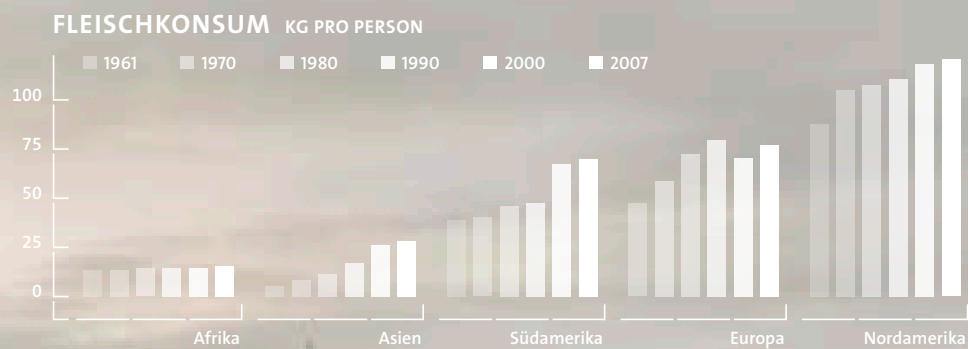 FLEISCHKONSUM KG PRO PERSON
1961 1970 1980 1990 2000 2007
100
75
50
25
0
Afrika Asien Südamerika Europa Nordamerika